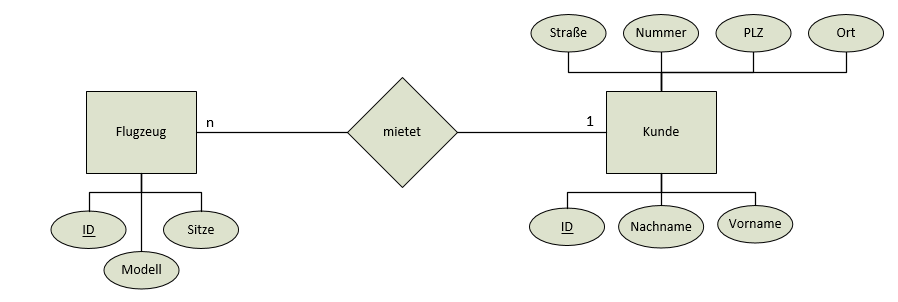 Straße
Nummer
PLZ
Ort
Flugzeug
n
mietet
1
Kunde
ID
Sitze
Modell
ID
Nachname
Vorname